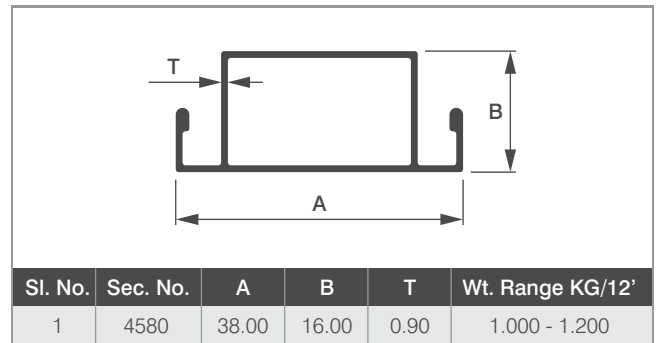 T
B
A
Sl. No. Sec. No. A B T Wt. Range KG/12’
1 4580 38.00 16.00 0.90 1.000 - 1.200